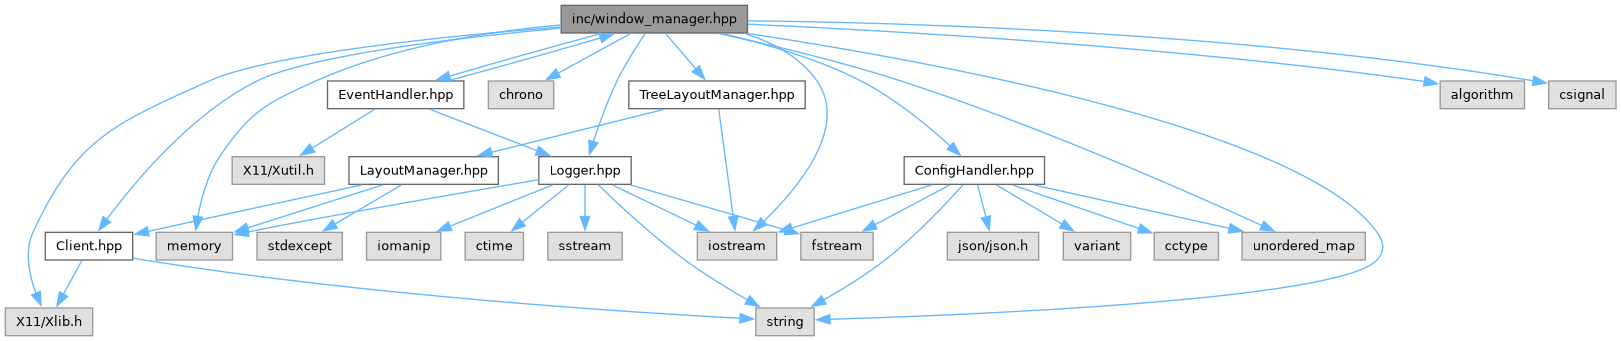 inc/window_manager.hpp
EventHandler.hpp
chrono
TreeLayoutManager.hpp
algorithm
csignal
X11/Xutil.h
LayoutManager.hpp
Logger.hpp
ConfigHandler.hpp
Client.hpp
memory
stdexcept
iomanip
ctime
sstream
iostream
fstream
json/json.h
variant
cctype
unordered_map
X11/Xlib.h
string